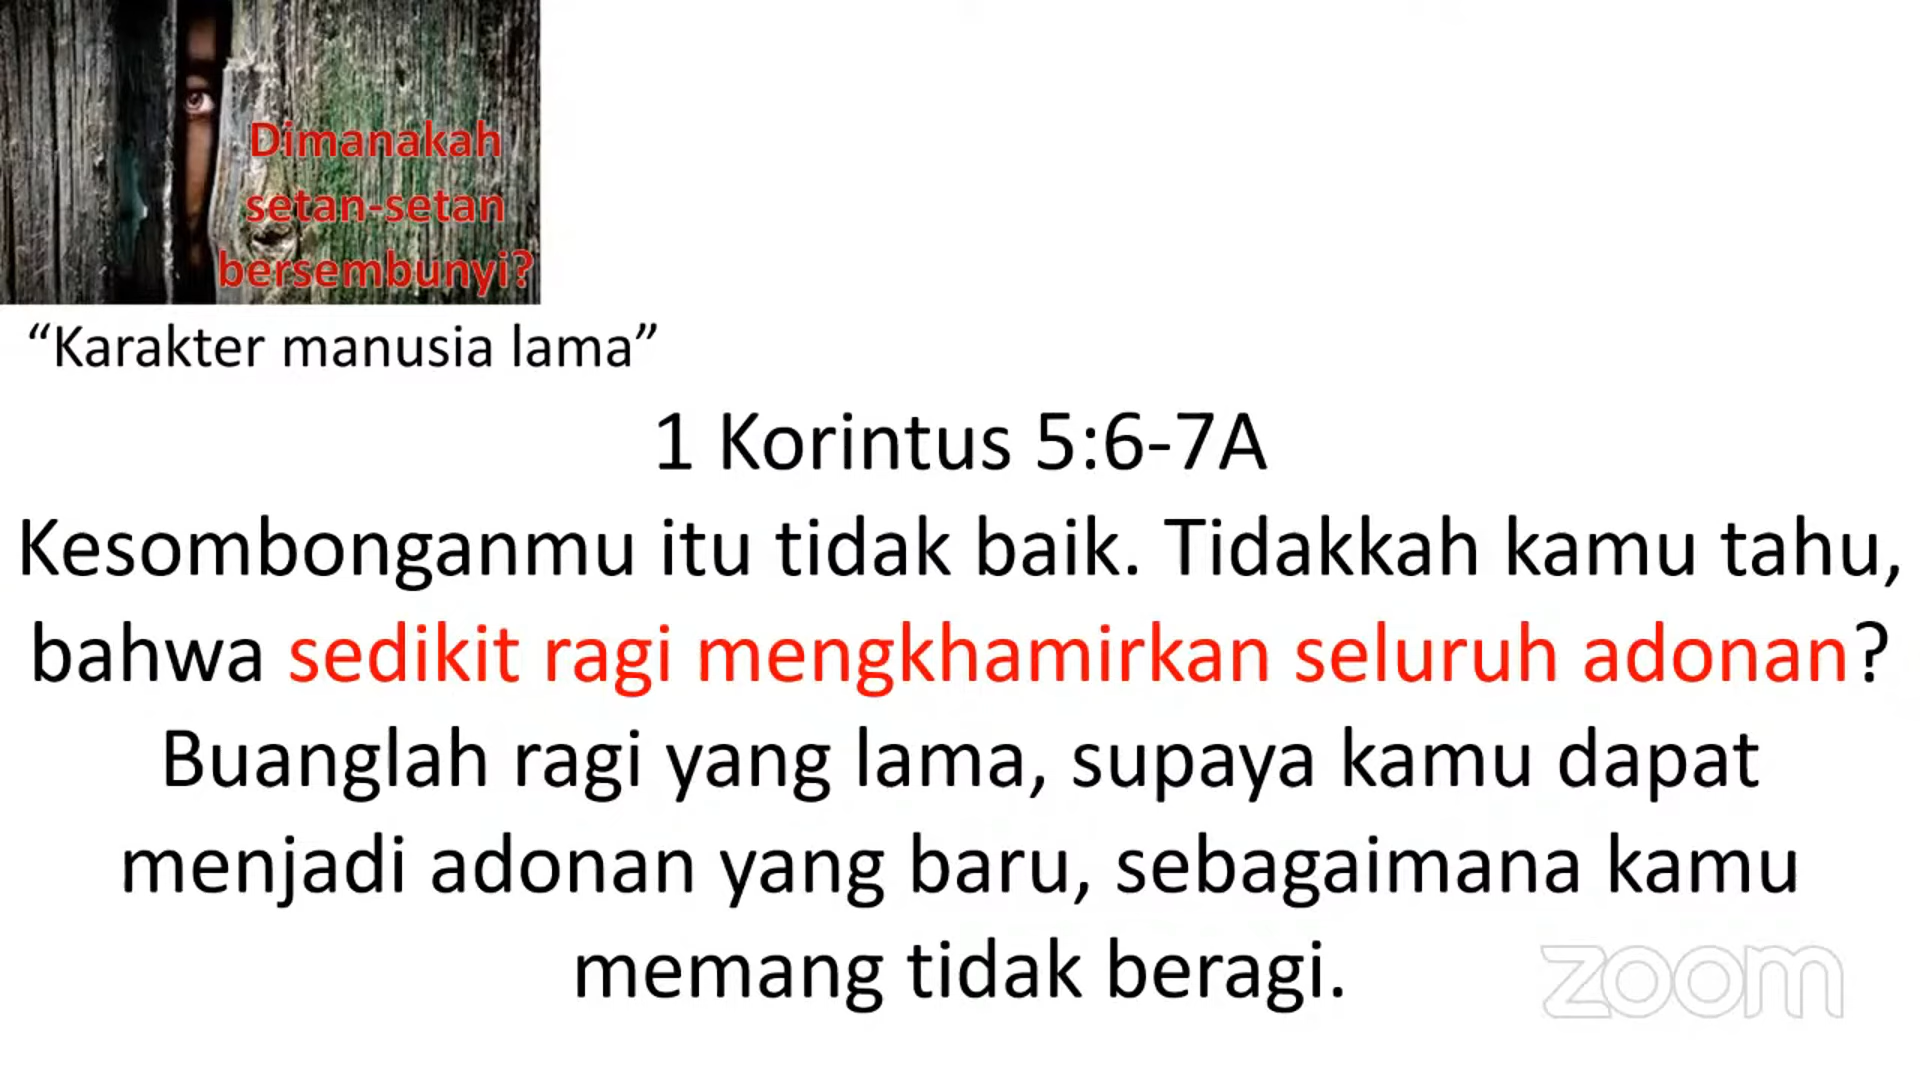 Dimanakah
setan-setan
bersembunyi?
“Karakter manusia lama”
1 Korintus 5:6-7A
Kesombonganmu itu tidak baik. Tidakkah kamu tahu,
bahwa sedikit ragi mengkhamirkan seluruh adonan?
Buanglah ragi yang lama, supaya kamu dapat
menjadi adonan yang baru, sebagaimana kamu
memang tidak beragi.
zoom